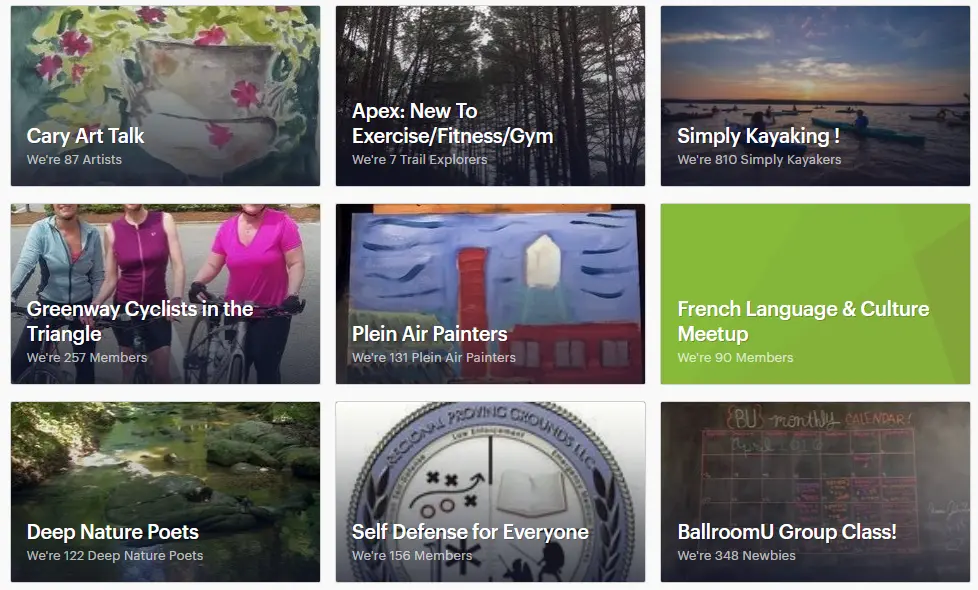 Cary Art Talk
We're 87 Artists
Apex: New To
Exercise/Fitness/Gym
We're 7 Trail Explorers
Simply Kayaking !
We're 810 Simply Kayakers
Greenway Cyclists in the
Triangle
We're 257 Members
Plein Air Painters
We're 131 Plein Air Painters
French Language & Culture
Meetup
We're 90 Members
REGIONAL PROVING GROUNDS LLC
Law Enforcement
Deep Nature Poets
We're 122 Deep Nature Poets
Self Defense for Everyone
We're 156 Members
{BU} monthly CALENDAR!
BallroomU Group Class!
We're 348 Newbies